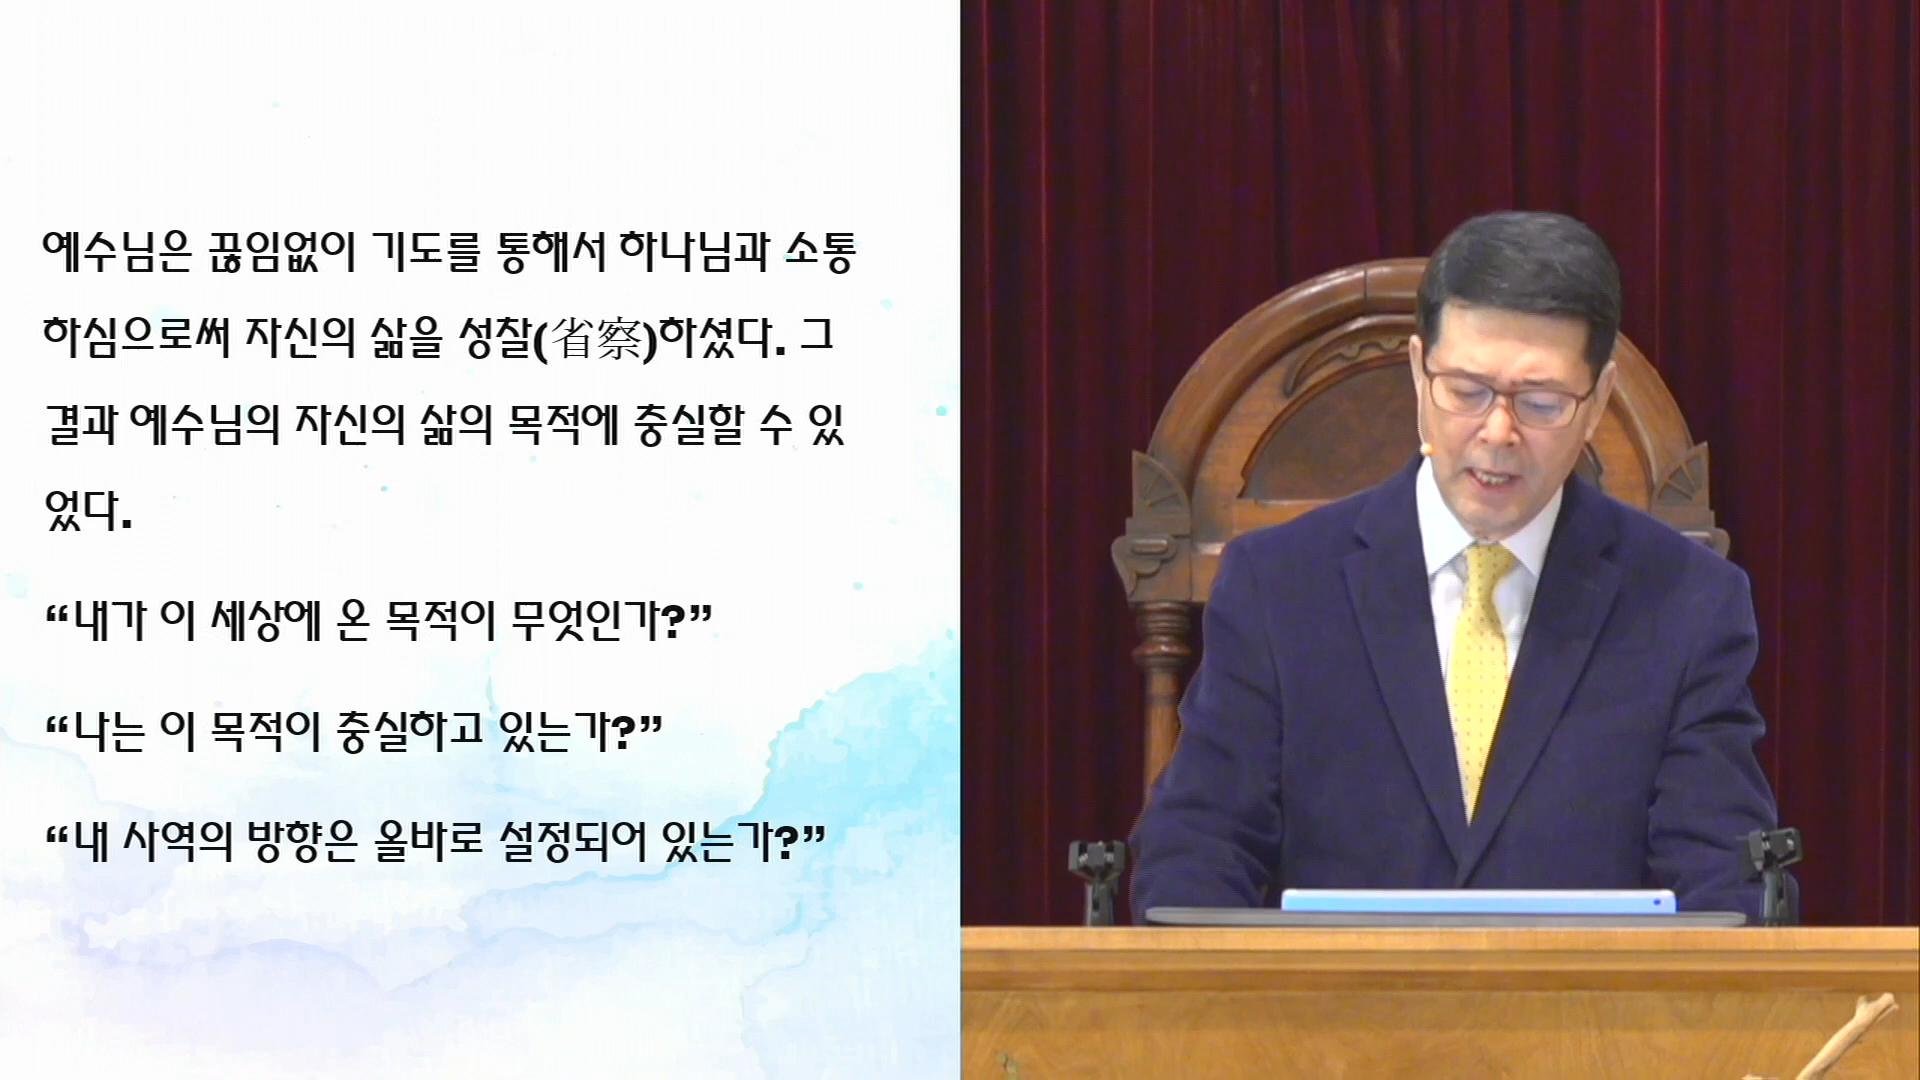 예수님은 끊임없이 기도를 통해서 하나님과 소통
하심으로써 자신의 삶을 성찰(省察)하셨다. 그
결과 예수님의 자신의 삶의 목적에 충실할 수 있
었다.
“내가 이 세상에 온 목적이 무엇인가?”
“나는 이 목적이 충실하고 있는가?”
“내 사역의 방향은 올바로 설정되어 있는가?”